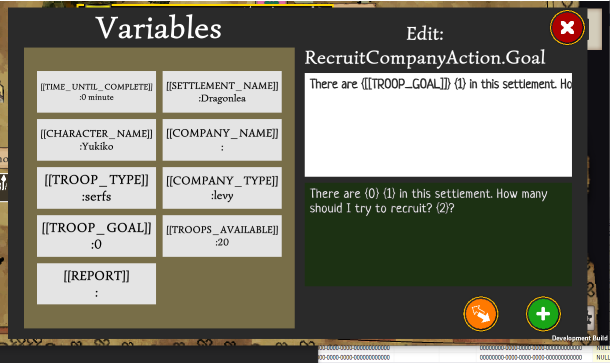 Variables
Edit:
RecruitCompanyAction.Goal
[[TIME_UNTIL_COMPLETE]]
:0 minute
[[SETTLEMENT_NAME]]
:Dragonlea
[[CHARACTER_NAME]]
:Yukiko
[[COMPANY_NAME]]
:
[[TROOP_TYPE]]
:serfs
[[COMPANY_TYPE]]
:levy
[[TROOP_GOAL]]
:0
[[TROOPS_AVAILABLE]]
:20
[[REPORT]]
:
There are {[[TROOP_GOAL]]} {1} in this settlement. Ho
There are {0} {1} in this settlement. How many
should I try to recruit? {2}?
Development Build
NULL
NULL